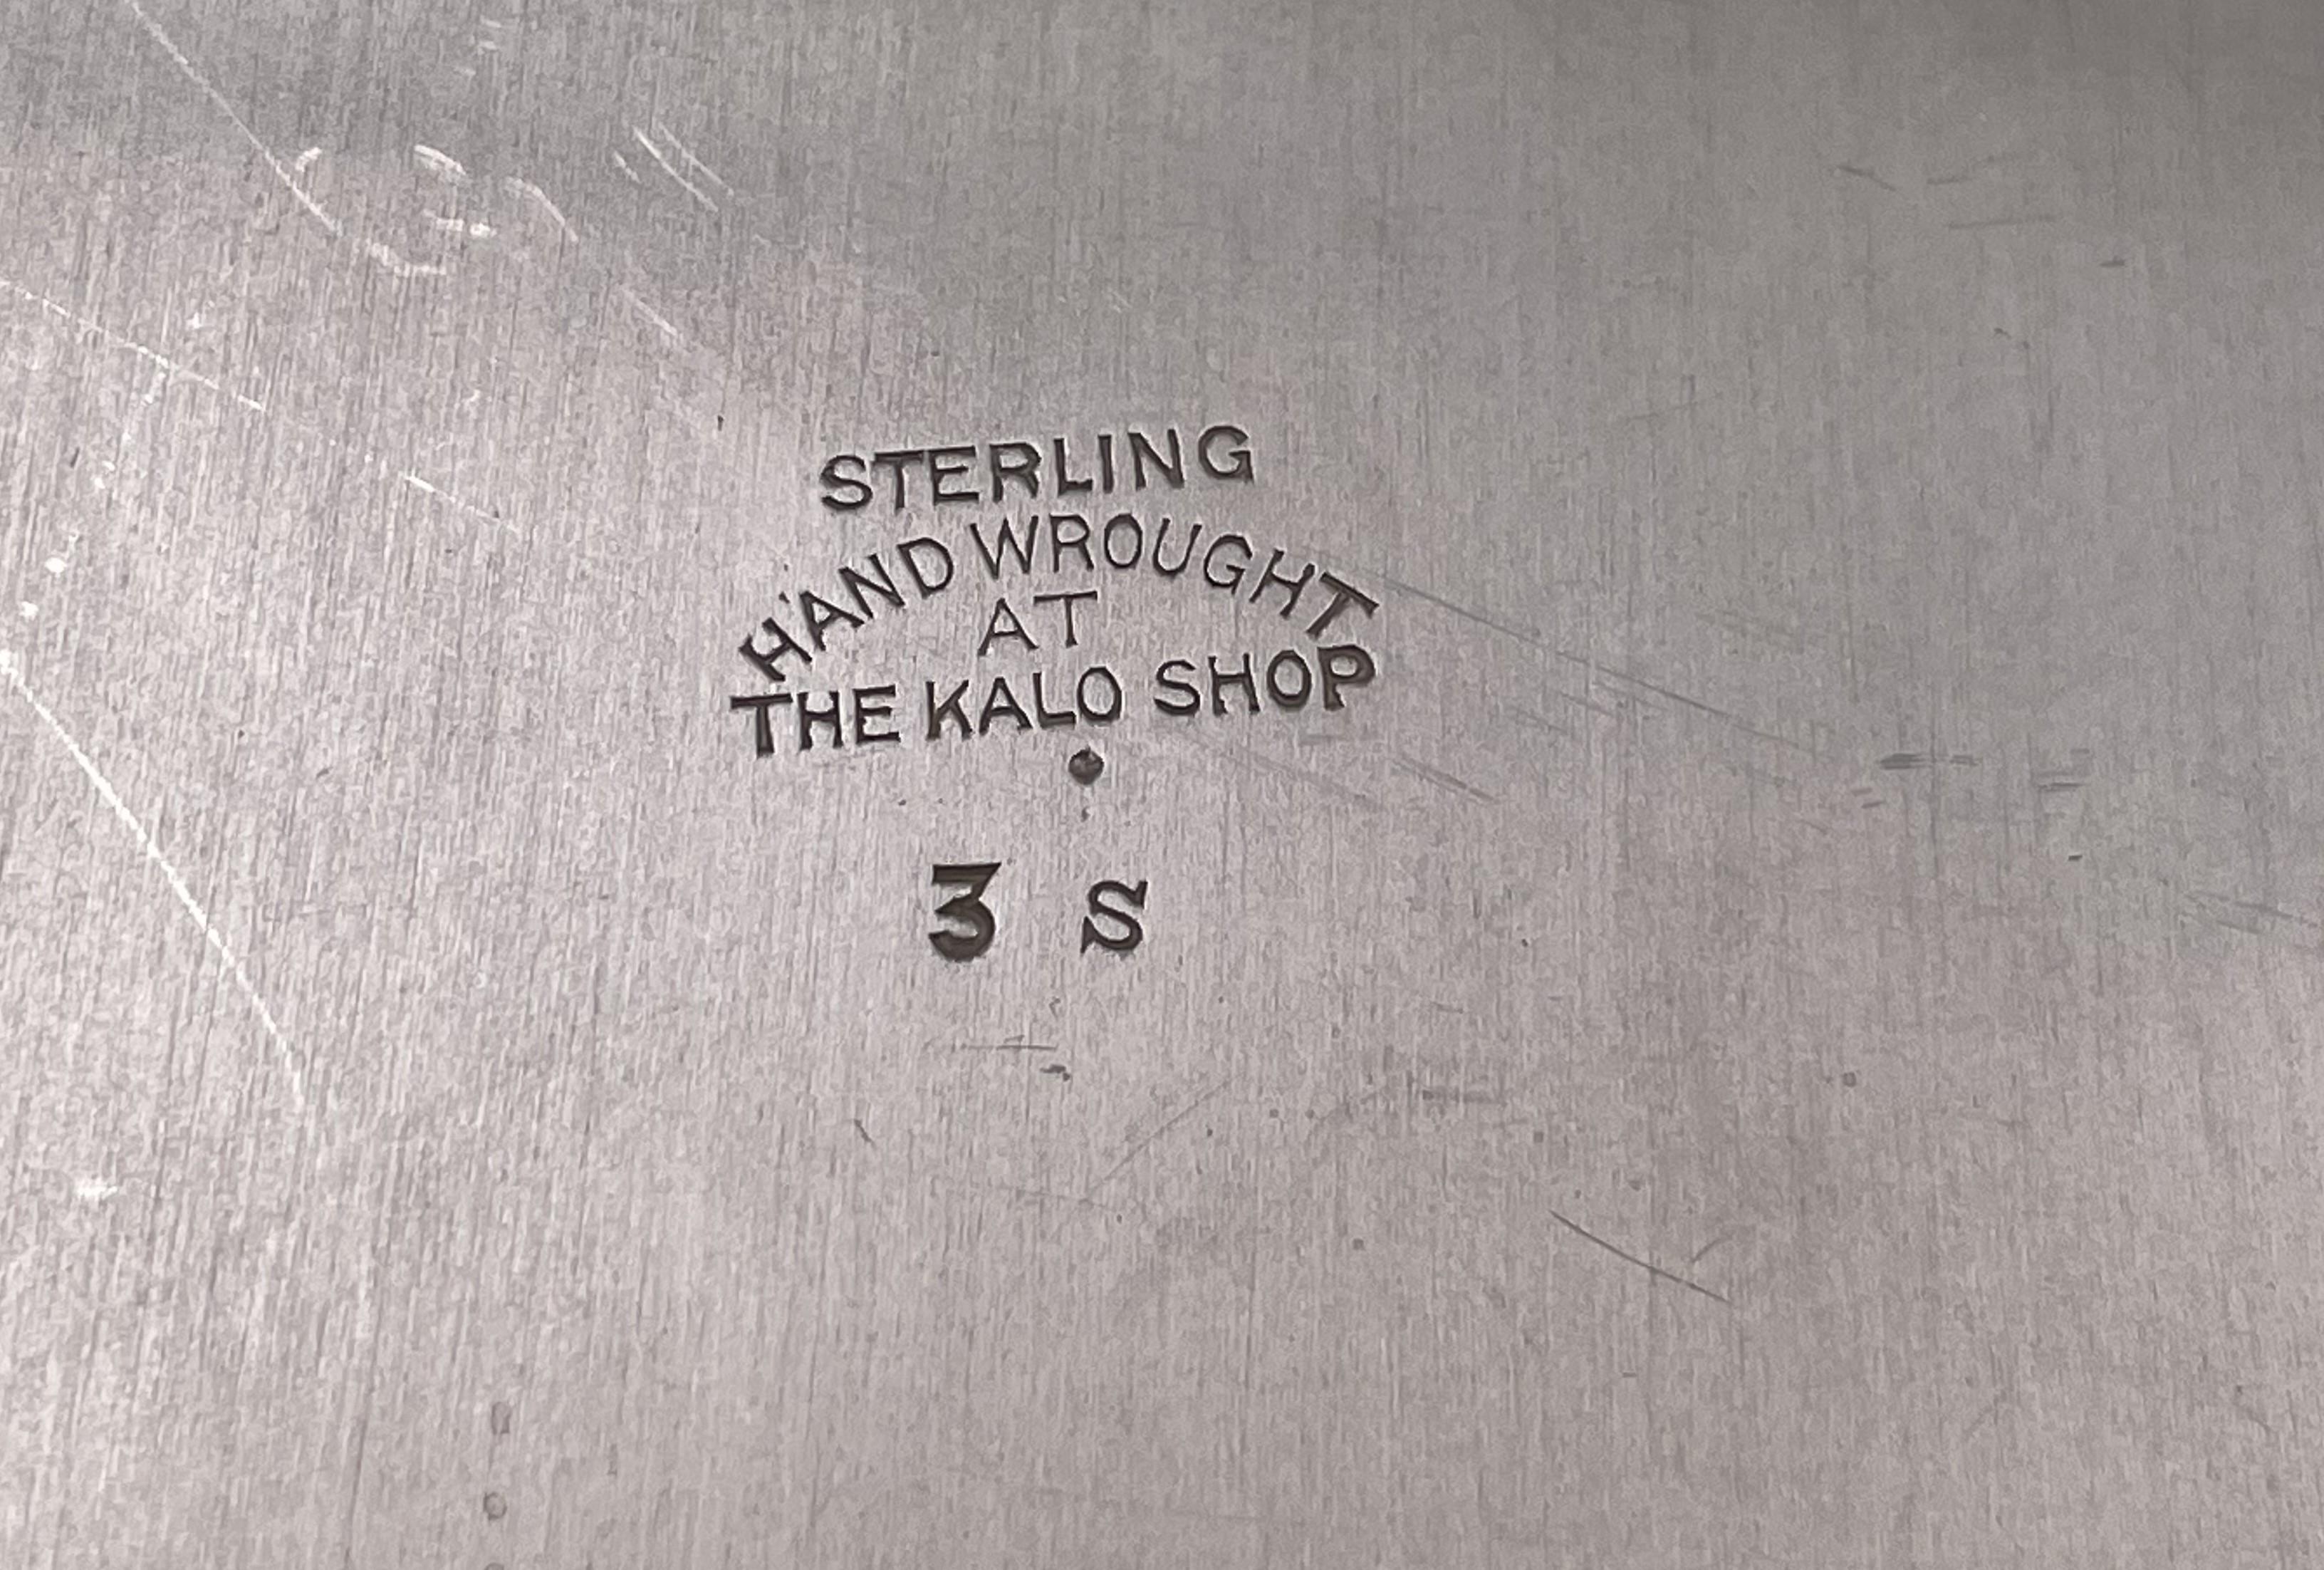 STERLING
HAND WROUGHT
AT
THE KALO SHOP
3 S